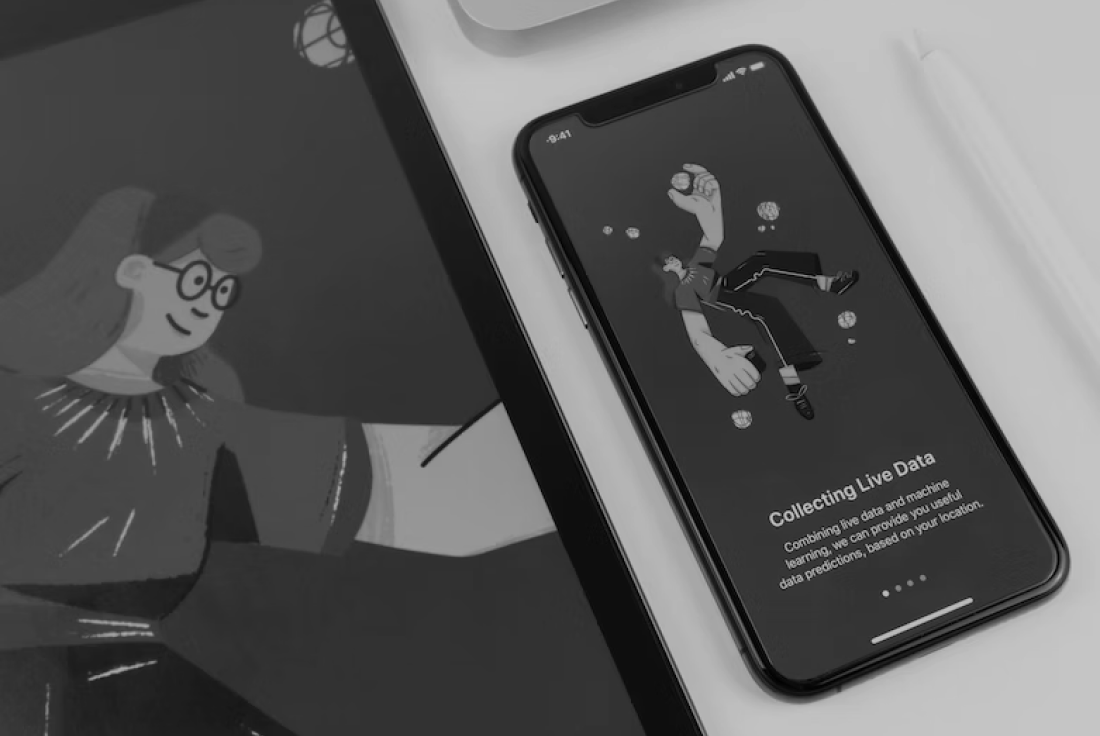 9:41
Collecting Live Data
Combining live data and machine
learning, we can provide you useful
data predictions, based on your location.